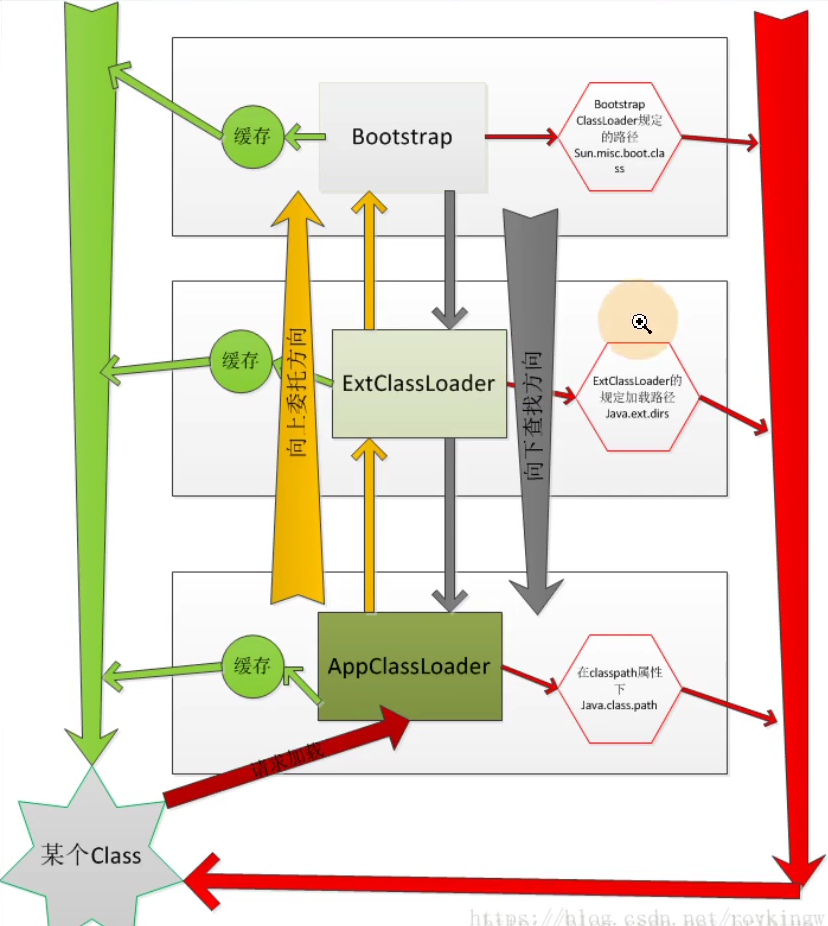 缓存
Bootstrap
Bootstrap
ClassLoader规定
的路径
Sun.misc.boot.cla
ss
缓存
ExtClassLoader
ExtClassLoader的
规定加载路径
Java.ext.dirs
向上委托方向
向下查找方向
缓存
AppClassLoader
在classpath属性
下
Java.class.path
请求加载
某个Class
https://blog.csdn.net/rovkingw